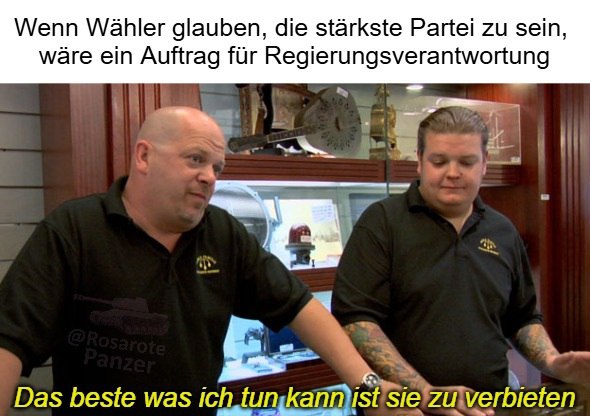 Wenn Wähler glauben, die stärkste Partei zu sein,
wäre ein Auftrag für Regierungsverantwortung
@Rosarote
Panzer
Das beste was ich tun kann ist sie zu verbieten